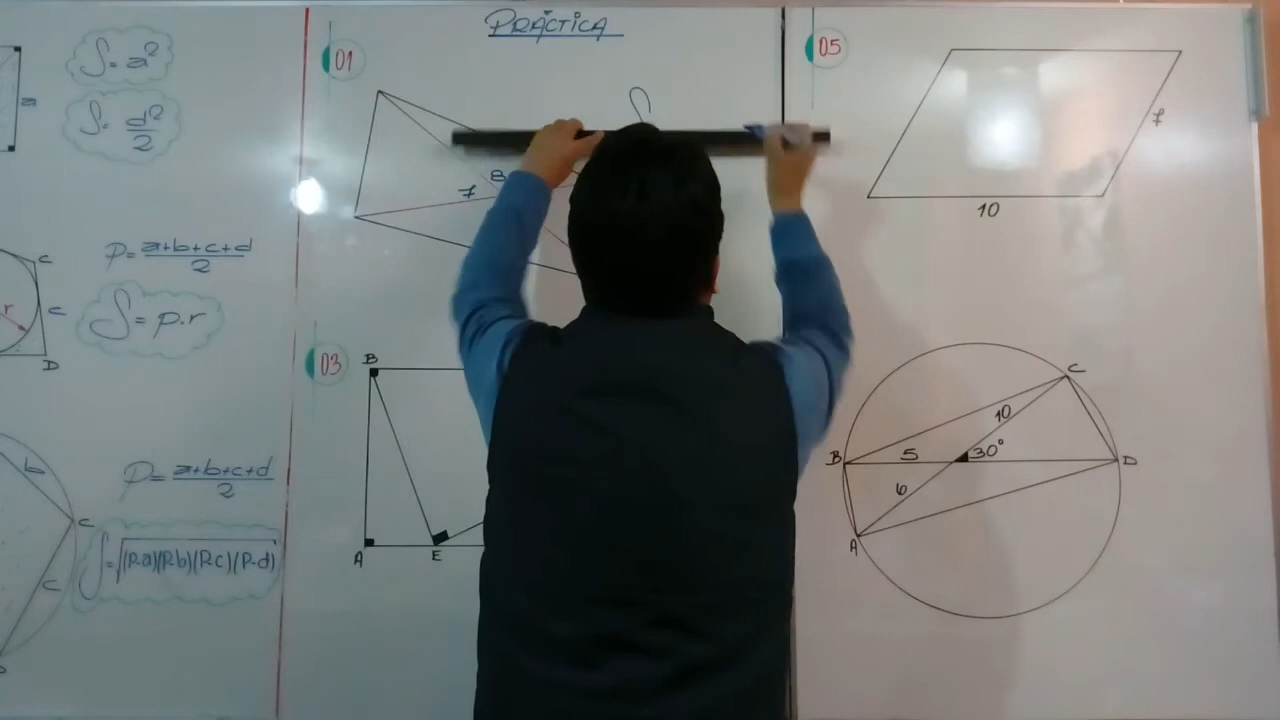 PRÁCTICA
a
S = a²
S = d²/2
C
r
C
D
P = a+b+c+d/2
S = p.r
b
C
C
P = a+b+c+d/2
S = √(P-a)(P-b)(P-c)(P-d)
01
8
7
S
03
B
A
E
05
7
10
C
10
B
5
30°
D
6
A